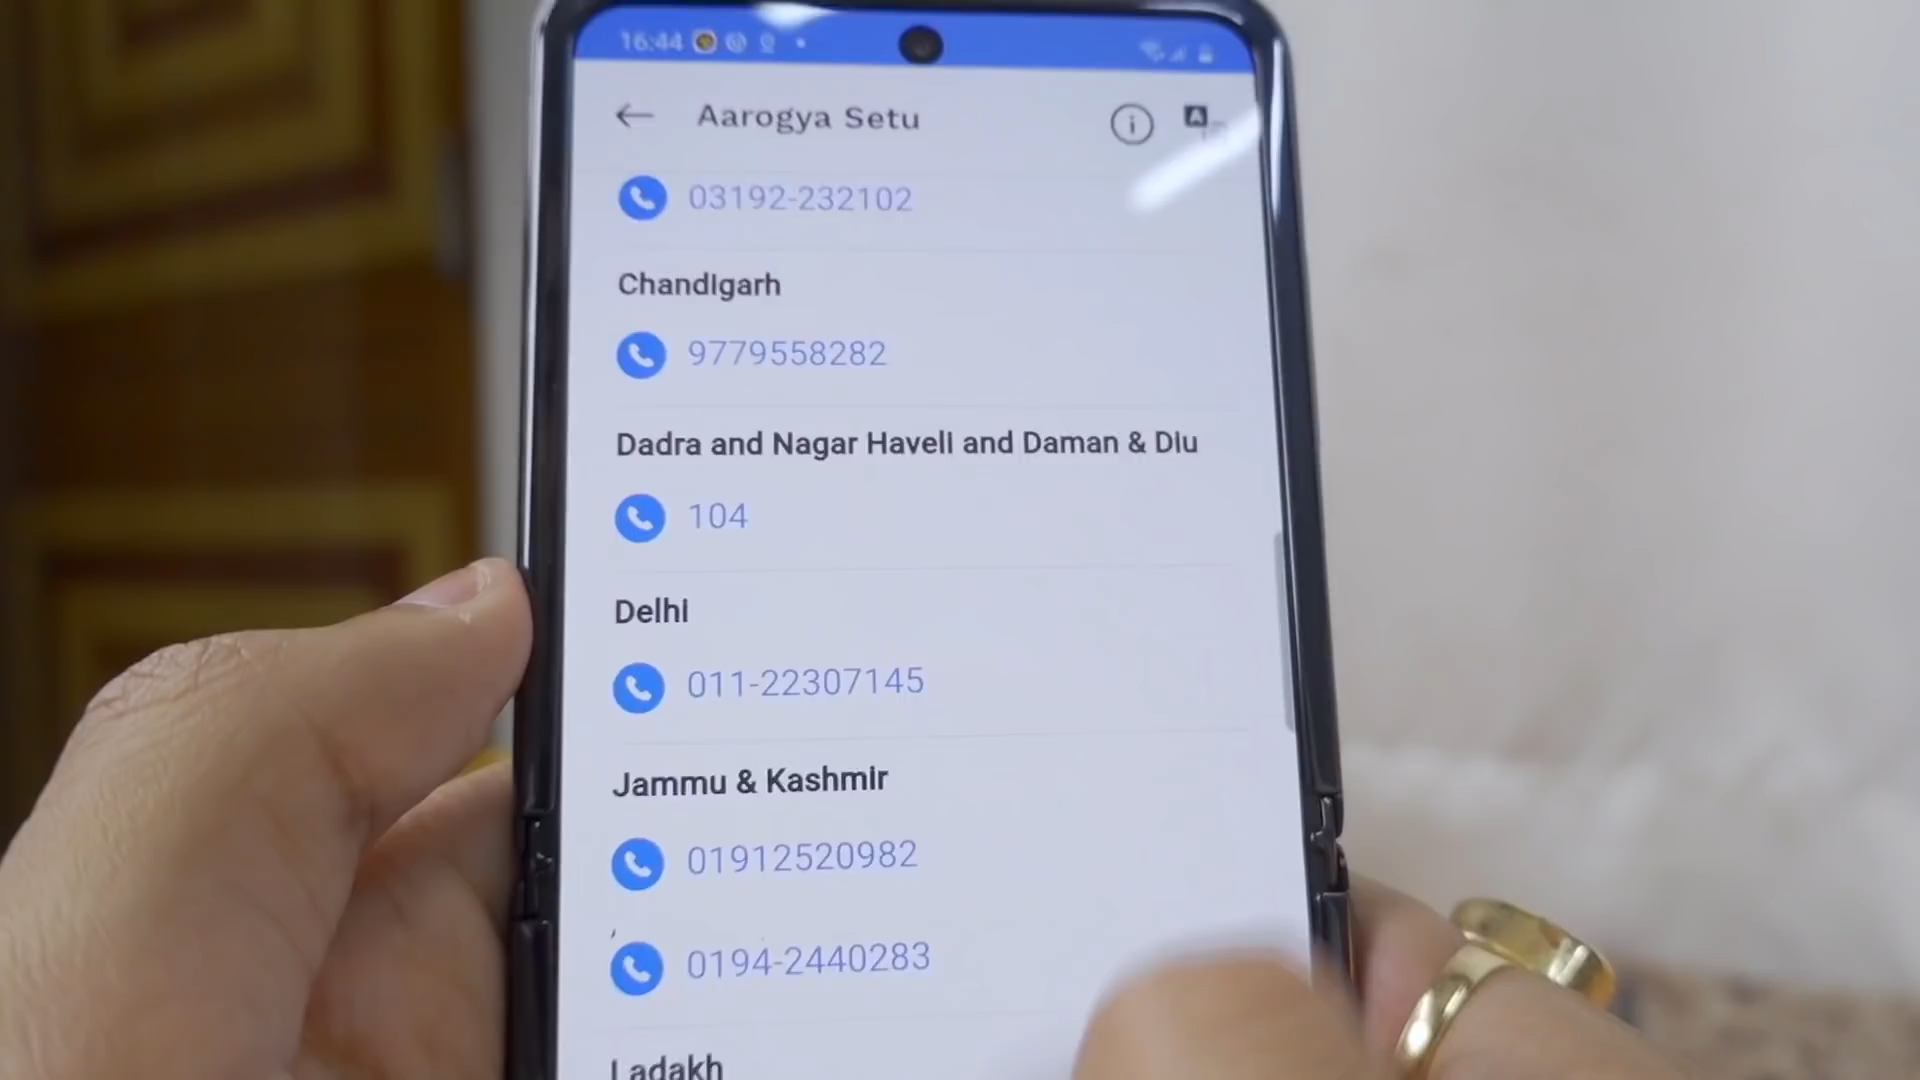 16:44
Aarogya Setu
03192-232102
Chandigarh
9779558282
Dadra and Nagar Haveli and Daman & Diu
104
Delhi
011-22307145
Jammu & Kashmir
01912520982
,
0194-2440283
Ladakh